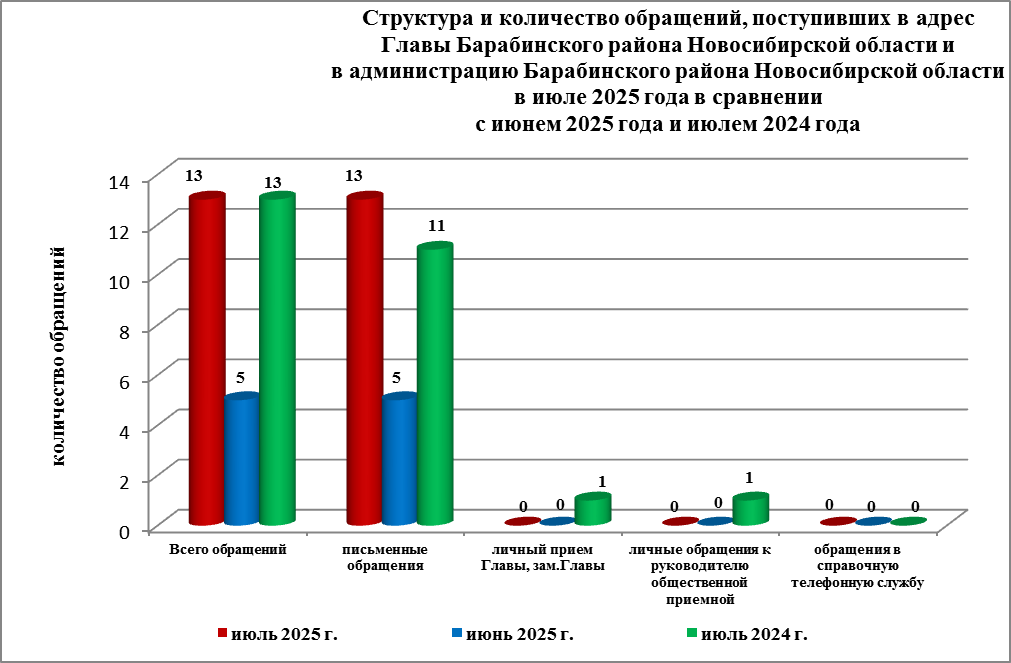 Структура и количество обращений, поступивших в адрес
Главы Барабинского района Новосибирской области и
в администрацию Барабинского района Новосибирской области
в июле 2025 года в сравнении
с июнем 2025 года и июлем 2024 года
количество обращений
14
12
10
8
6
4
2
0
13
5
13
13
5
11
0
0
1
0
0
1
0
0
0
Всего обращений
письменные
обращения
личный прием
Главы, зам.Главы
личные обращения к
руководителю
общественной
приемной
обращения в
справочную
телефонную службу
июль 2025 г.
июнь 2025 г.
июль 2024 г.